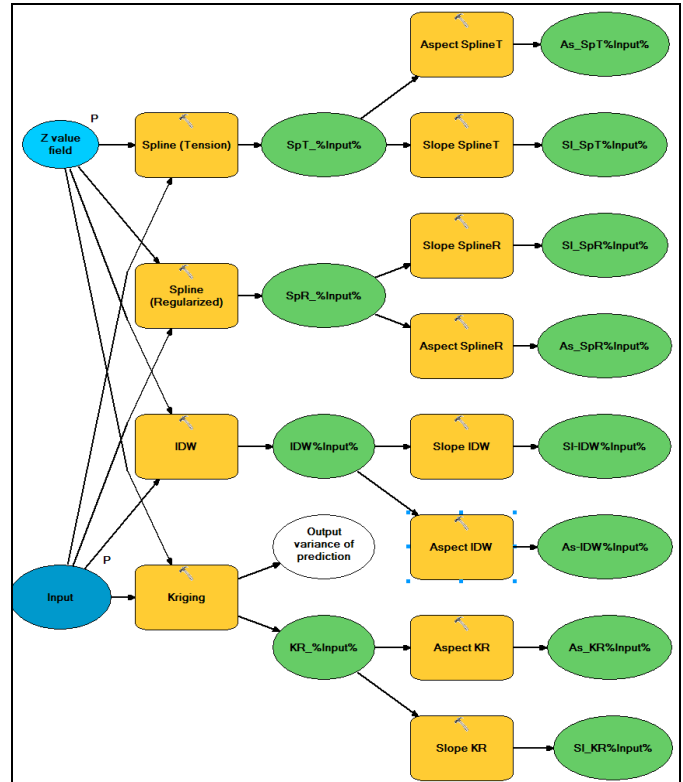 Aspect SplineT
As_SpT%Input%
P
Z value
field
Spline (Tension)
SpT_%Input%
Slope SplineT
Sl_SpT%Input%
Slope SplineR
Sl_SpR%Input%
Spline
(Regularized)
SpR_%Input%
Aspect SplineR
As_SpR%Input%
IDW
IDW%Input%
Slope IDW
Sl-IDW%Input%
Output
variance of
prediction
Aspect IDW
As-IDW%Input%
P
Input
Kriging
KR_%Input%
Aspect KR
As_KR%Input%
Slope KR
Sl_KR%Input%